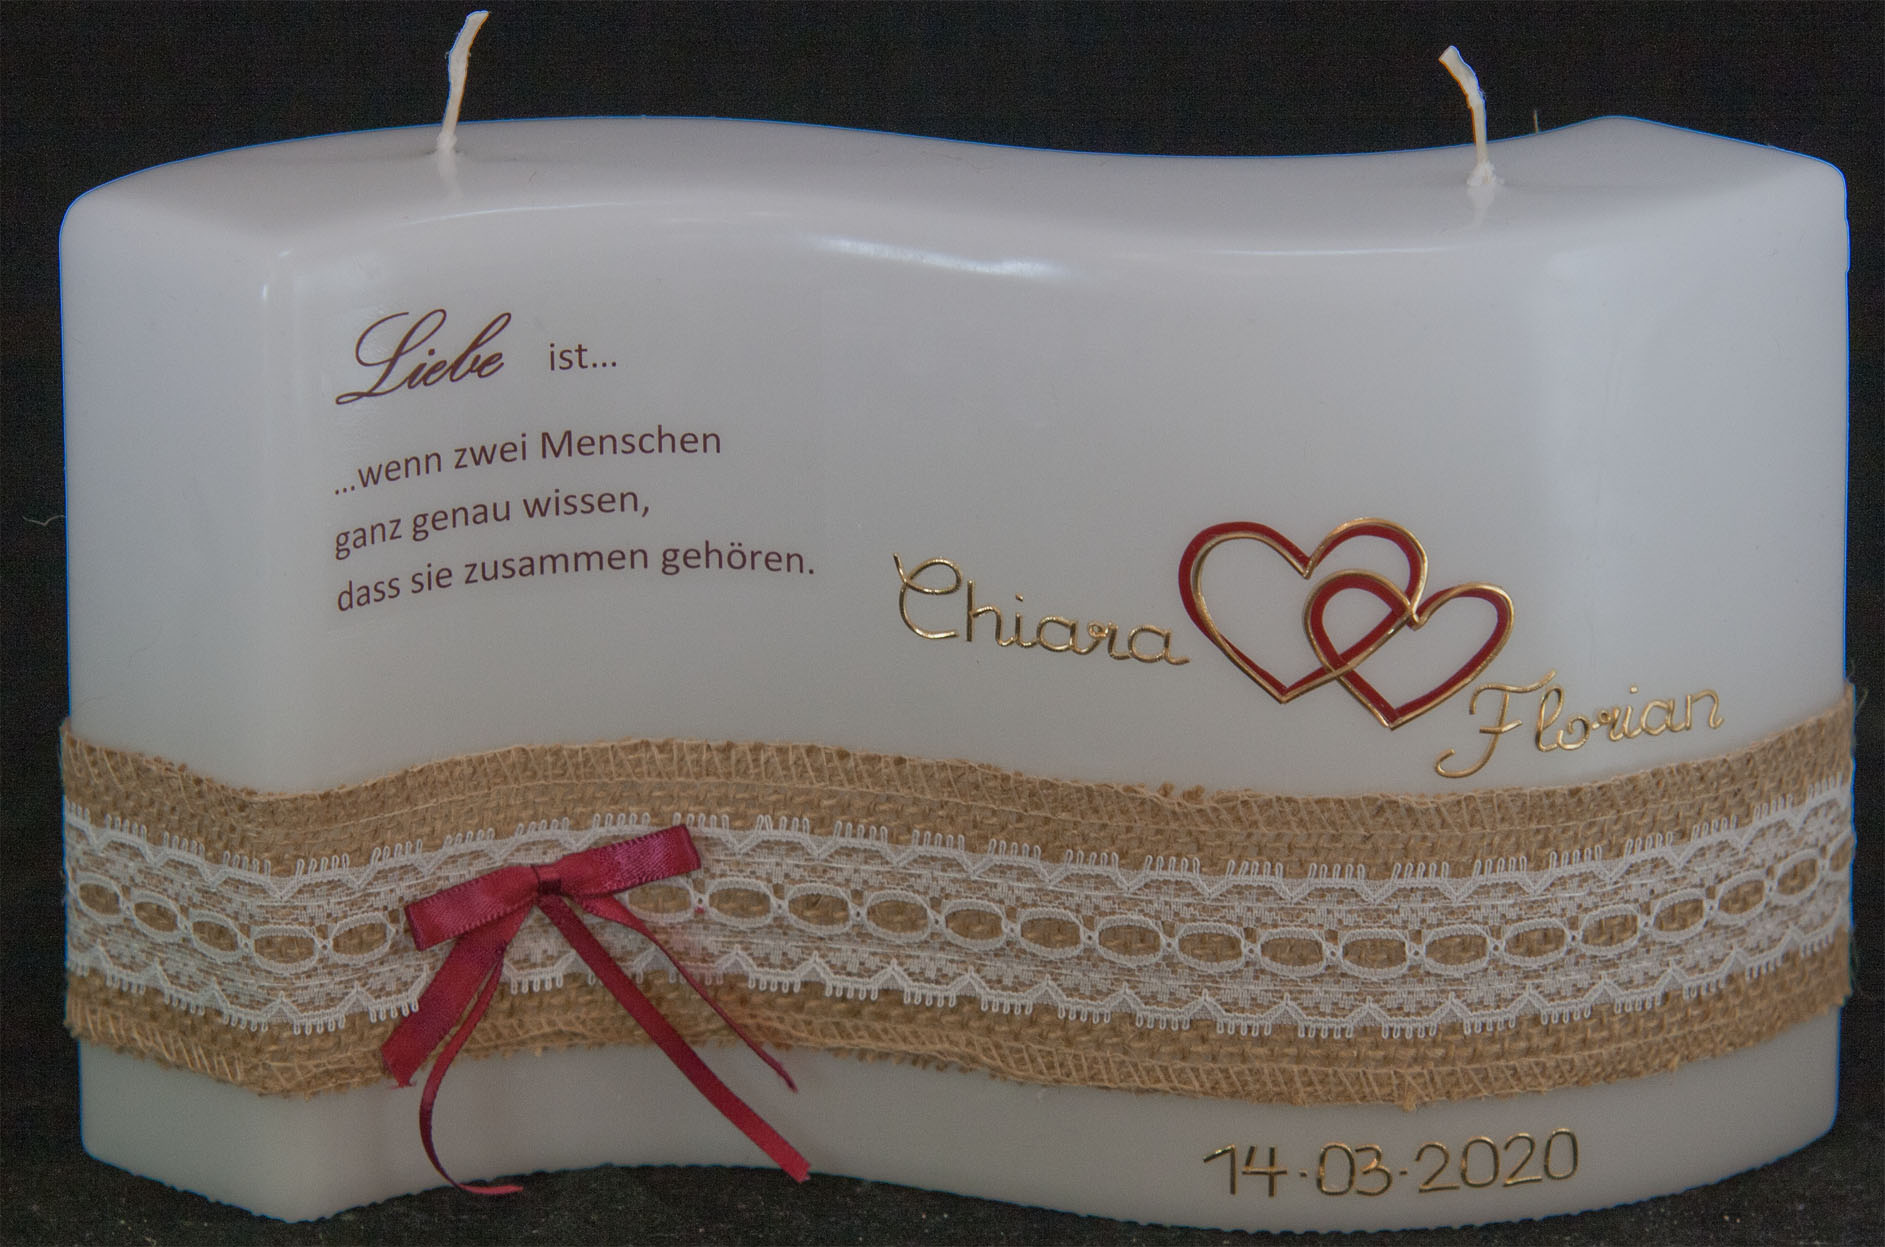 Liebe ist...
...wenn zwei Menschen
ganz genau wissen,
dass sie zusammen gehören.
Chiara
Florian
14.03.2020